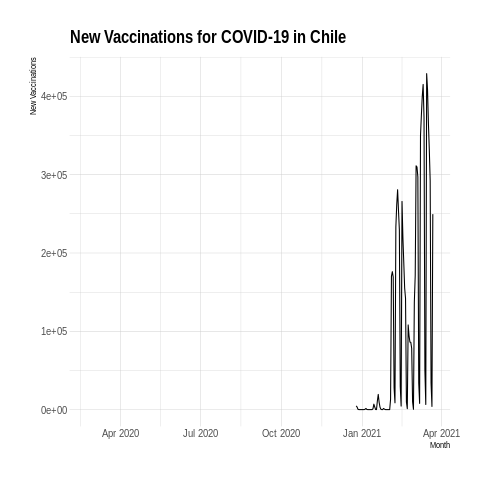 New Vaccinations for COVID-19 in Chile
New Vaccinations
4e+05
3e+05
2e+05
1e+05
0e+00
Apr 2020 Jul 2020 Oct 2020 Jan 2021 Apr 2021
Month